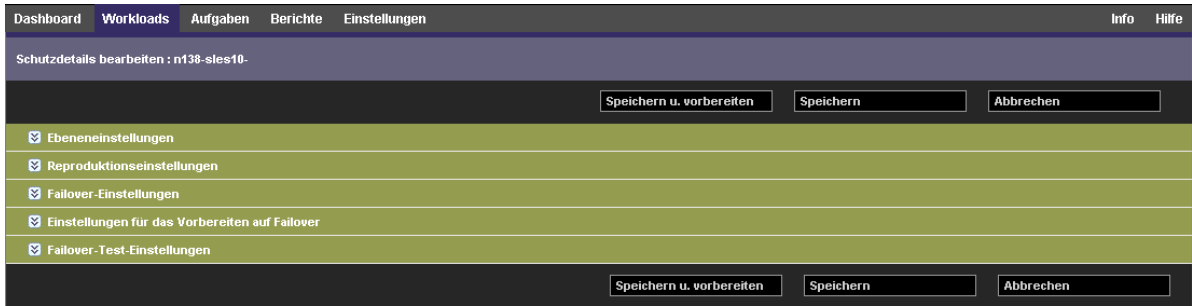 Dashboard Workloads Aufgaben Berichte Einstellungen Info Hilfe
Schutzdetails bearbeiten : n138-sles10-
Speichern u. vorbereiten Speichern Abbrechen
Ebeneneinstellungen
Reproduktionseinstellungen
Failover-Einstellungen
Einstellungen für das Vorbereiten auf Failover
Failover-Test-Einstellungen
Speichern u. vorbereiten Speichern Abbrechen